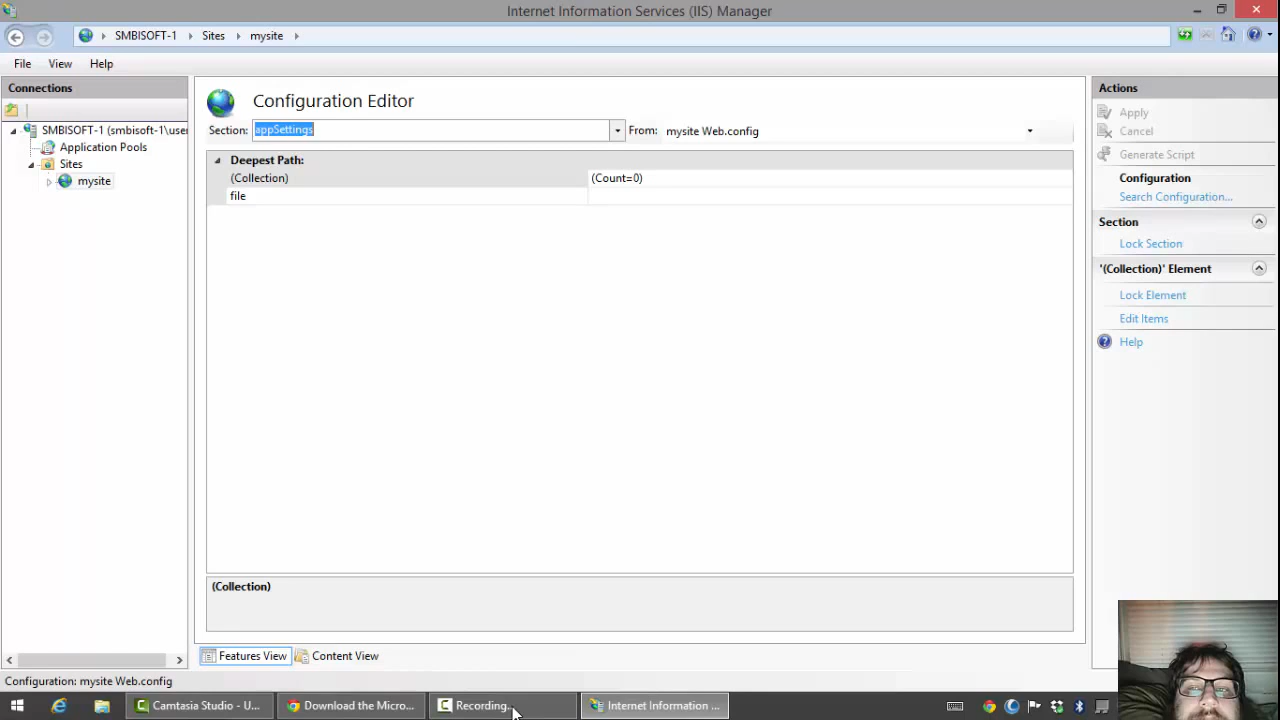 Internet Information Services (IIS) Manager
SMBISOFT-1 Sites mysite
File View Help
Connections
SMBISOFT-1 (smbisoft-1\user
Application Pools
Sites
mysite
Configuration Editor
Section: appSettings From: mysite Web.config
Deepest Path:
(Collection) (Count=0)
file
(Collection)
Features View Content View
Actions
Apply
Cancel
Generate Script
Configuration
Search Configuration...
Section
Lock Section
'(Collection)' Element
Lock Element
Edit Items
Help
Configuration: mysite Web.config
Camtasia Studio - U... Download the Micro... Recording... Internet Information ...